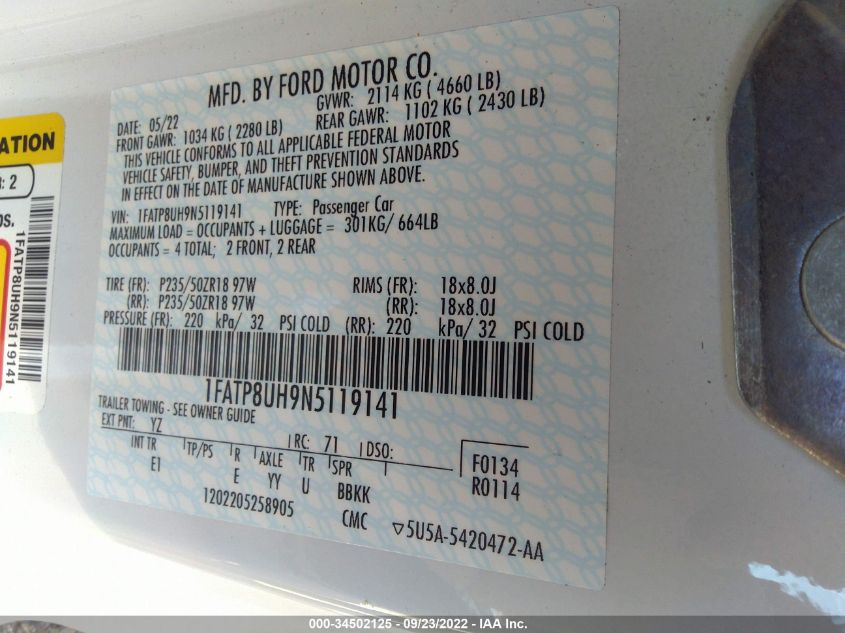 MFD. BY FORD MOTOR CO.
DATE: 05/22 GVWR: 2114 KG ( 4660 LB)
FRONT GAWR: 1034 KG ( 2280 LB) REAR GAWR: 1102 KG ( 2430 LB)
THIS VEHICLE CONFORMS TO ALL APPLICABLE FEDERAL MOTOR
VEHICLE SAFETY, BUMPER, AND THEFT PREVENTION STANDARDS
IN EFFECT ON THE DATE OF MANUFACTURE SHOWN ABOVE.
VIN: 1FATP8UH9N5119141 TYPE: Passenger Car
MAXIMUM LOAD = OCCUPANTS + LUGGAGE = 301KG/ 664LB
OCCUPANTS = 4 TOTAL; 2 FRONT, 2 REAR
TIRE (FR): P235/50ZR18 97W RIMS (FR): 18x8.0J
(RR): P235/50ZR18 97W (RR): 18x8.0J
PRESSURE (FR): 220 kPa/ 32 PSI COLD (RR): 220 kPa/ 32 PSI COLD
1FATP8UH9N5119141
TRAILER TOWING - SEE OWNER GUIDE
EXT PNT: YZ RC: 71 DSO:
INT TR TP/PS R AXLE TR SPR
E1 E YY U BBKK
F0134
R0114
1202205258905 CMC ▽5U5A-5420472-AA
ATION
: 2
os.
1FATP8UH9N5119141
000-34502125 - 09/23/2022 - IAA Inc.